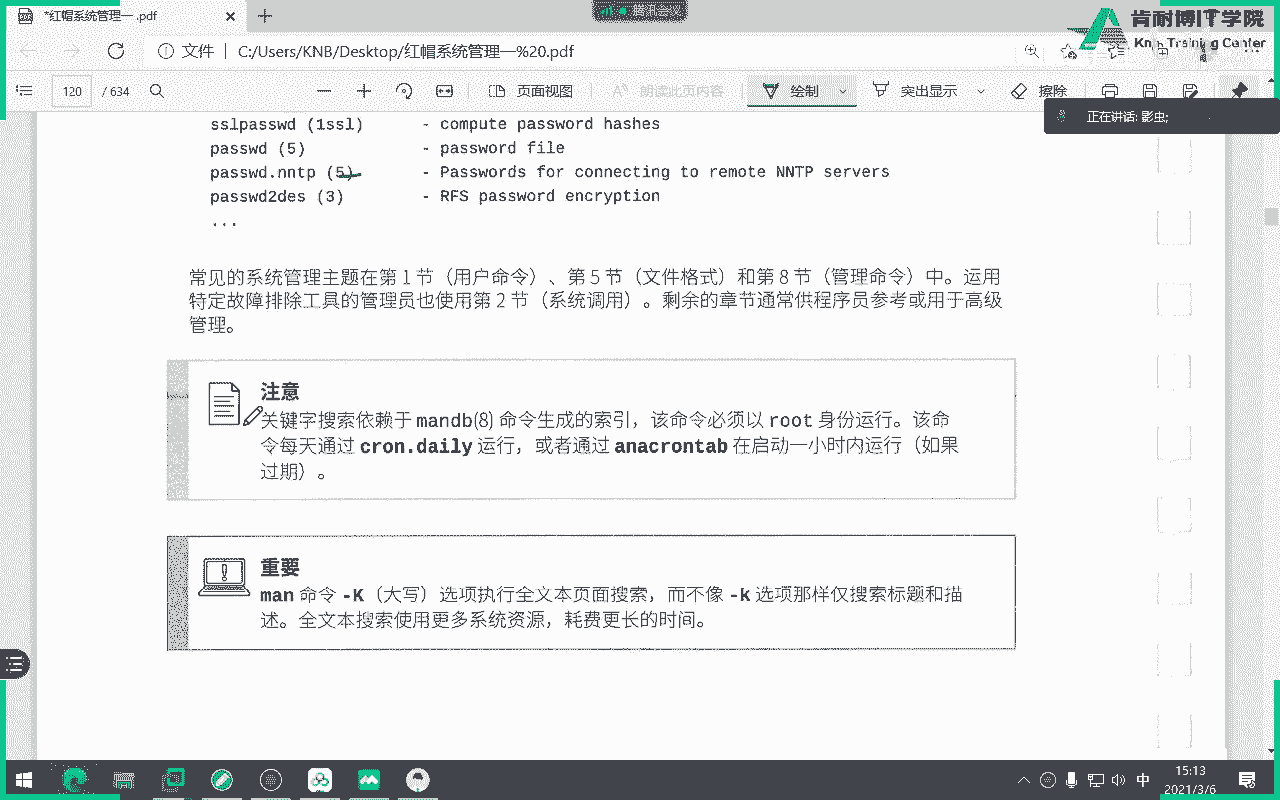 *红帽系统管理一 .pdf
腾讯会议
肯耐博IT学院
Knb Training Center
文件 | C:/Users/KNB/Desktop/红帽系统管理一%20.pdf
120 / 634 页面视图 朗读此页内容 绘制 突出显示 擦除
正在讲话: 影虫;
sslpasswd (1ssl) - compute password hashes
passwd (5) - password file
passwd.nntp (5) - Passwords for connecting to remote NNTP servers
passwd2des (3) - RFS password encryption
...
常见的系统管理主题在第 1 节（用户命令）、第 5 节（文件格式）和第 8 节（管理命令）中。运用
特定故障排除工具的管理员也使用第 2 节（系统调用）。剩余的章节通常供程序员参考或用于高级
管理。
注意
关键字搜索依赖于 mandb(8) 命令生成的索引，该命令必须以 root 身份运行。该命
令每天通过 cron.daily 运行，或者通过 anacrontab 在启动一小时内运行（如果
过期）。
重要
man 命令 -K（大写）选项执行全文本页面搜索，而不像 -k 选项那样仅搜索标题和描
述。全文本搜索使用更多系统资源，耗费更长的时间。
中
15:13
2021/3/6